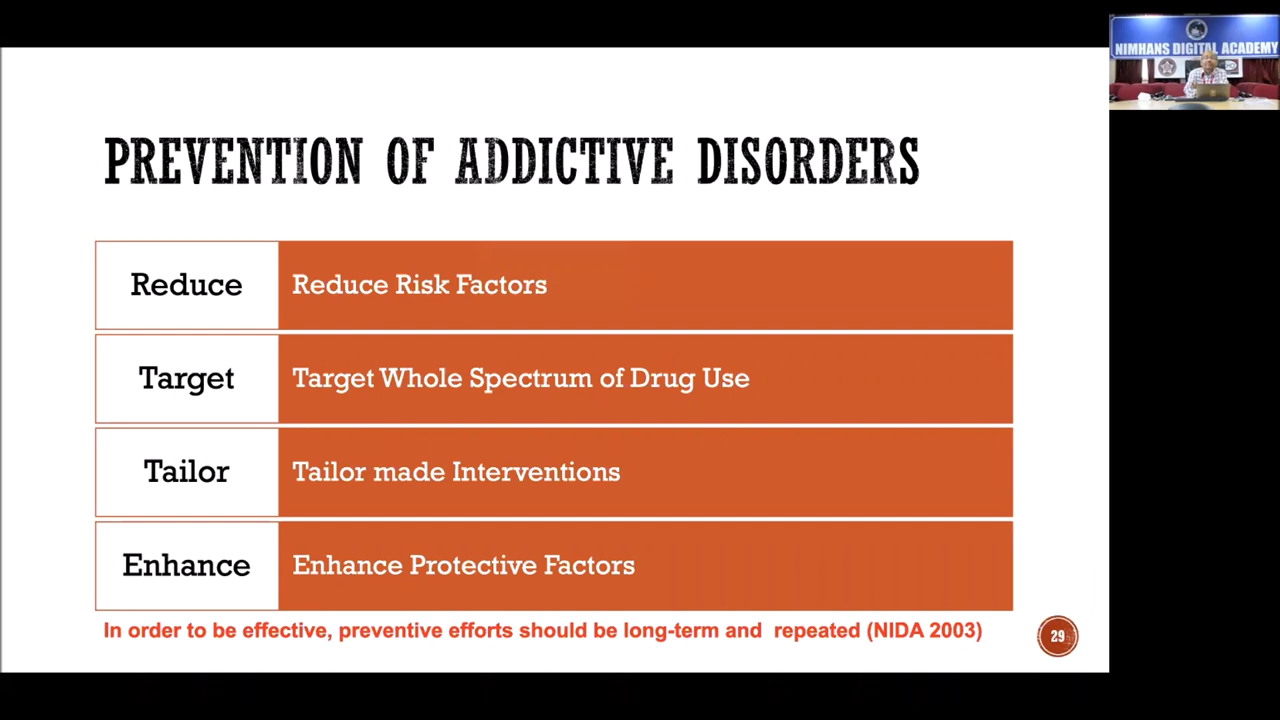 NIMHANS DIGITAL ACADEMY
PREVENTION OF ADDICTIVE DISORDERS
Reduce Reduce Risk Factors
Target Target Whole Spectrum of Drug Use
Tailor Tailor made Interventions
Enhance Enhance Protective Factors
In order to be effective, preventive efforts should be long-term and repeated (NIDA 2003)
29